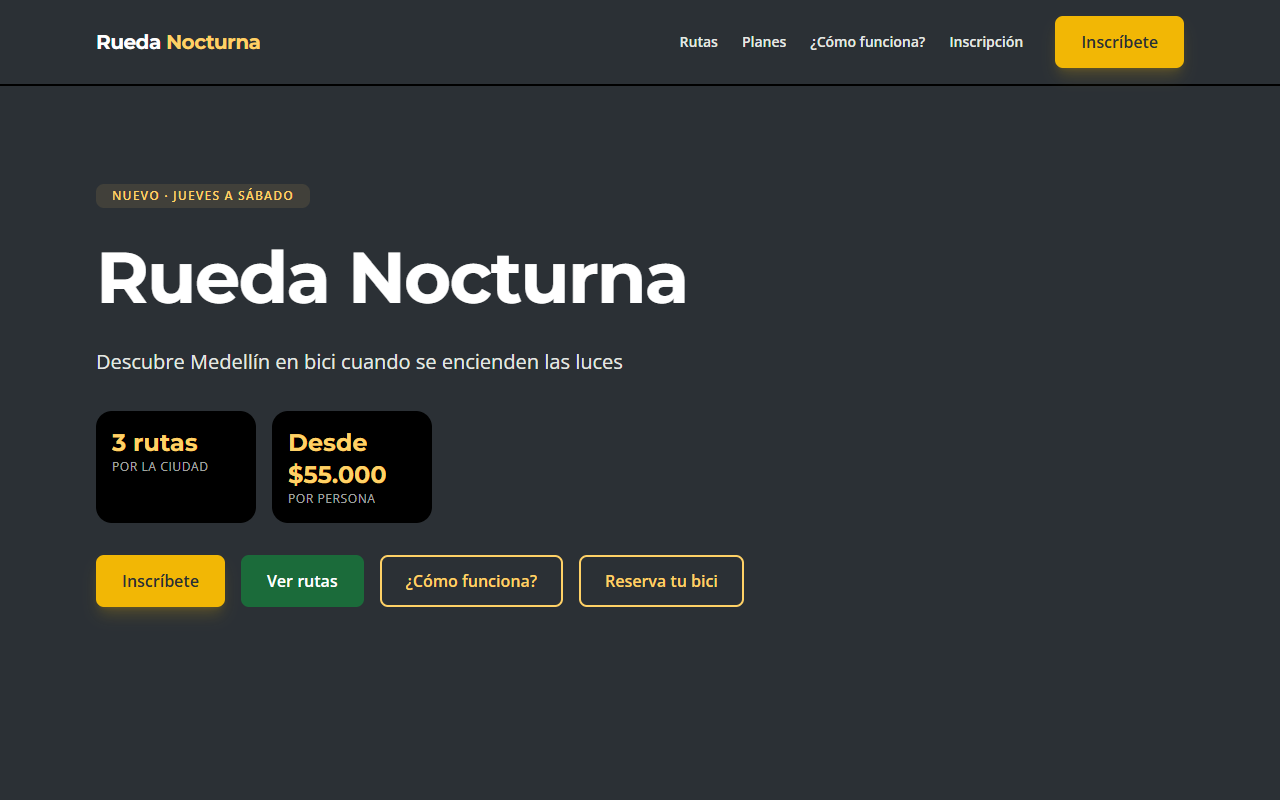 Rueda Nocturna
Rutas Planes ¿Cómo funciona? Inscripción Inscríbete
NUEVO · JUEVES A SÁBADO
Rueda Nocturna
Descubre Medellín en bici cuando se encienden las luces
3 rutas
POR LA CIUDAD
Desde
$55.000
POR PERSONA
Inscríbete Ver rutas ¿Cómo funciona? Reserva tu bici